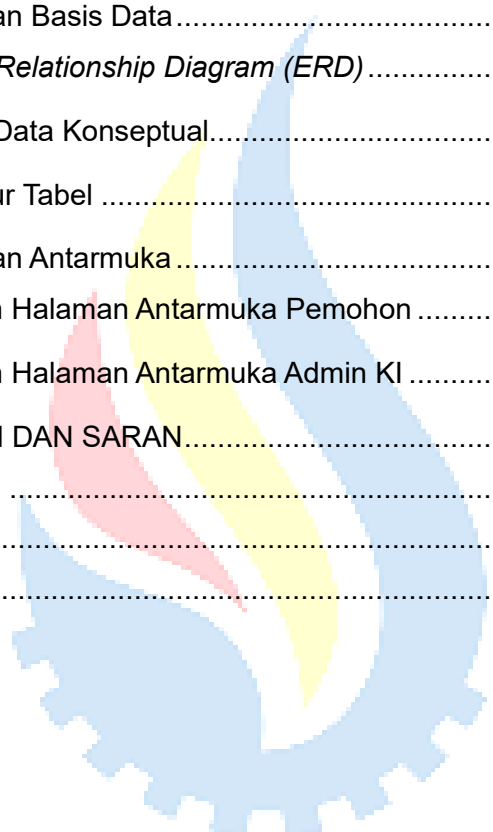 an Basis Data............................................
Relationship Diagram (ERD)..................
Data Konseptual........................................
ur Tabel .....................................................
an Antarmuka............................................
n Halaman Antarmuka Pemohon ..........
n Halaman Antarmuka Admin KI ...........
N DAN SARAN...........................................
................................................................
................................................................
................................................................